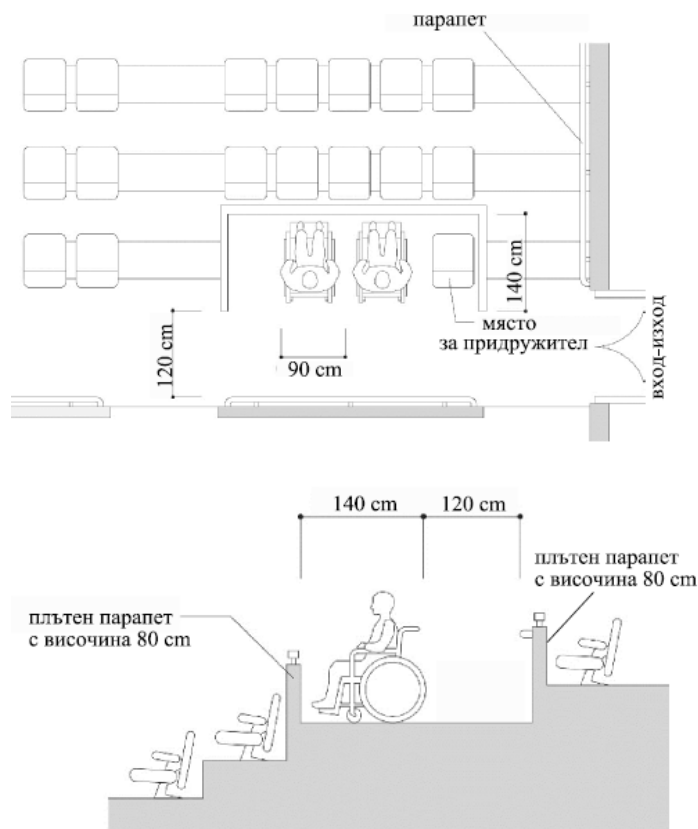 парапет
140 cm
място
за придружител
вход-изход
120 cm
90 cm
140 cm
120 cm
плътен парапет
с височина 80 cm
плътен парапет
с височина 80 cm